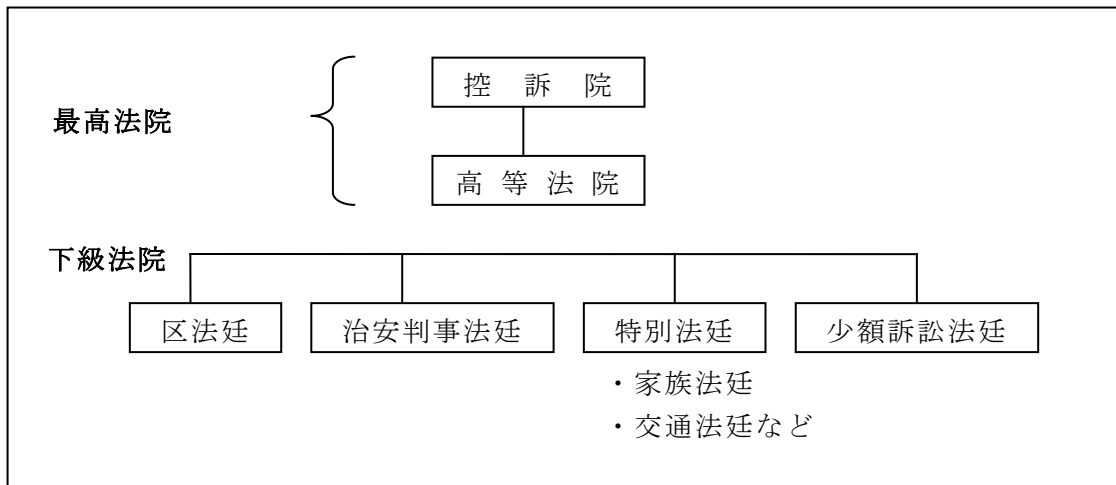 控訴院
最高法院
高等法院
下級法院
区法廷
治安判事法廷
特別法廷
少額訴訟法廷
・家族法廷
・交通法廷など